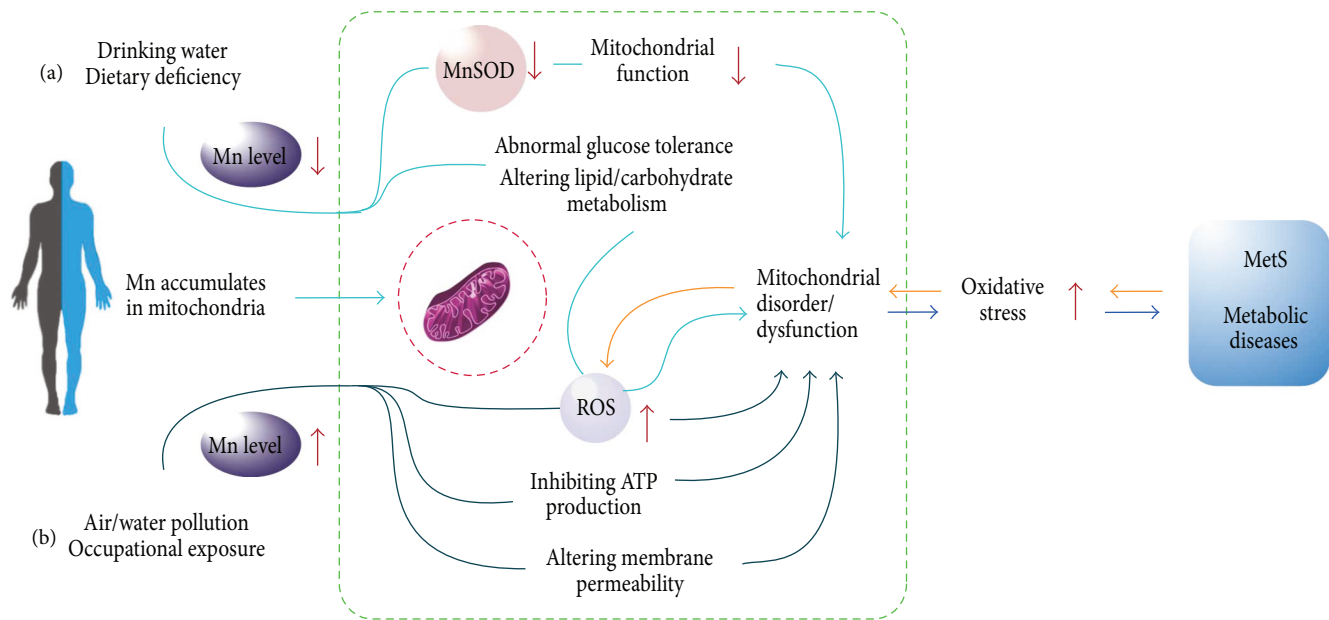 (a)
Drinking water
Dietary deficiency
Mn level
MnSOD
Mitochondrial
function
Abnormal glucose tolerance
Altering lipid/carbohydrate
metabolism
Mn accumulates
in mitochondria
Mitochondrial
disorder/
dysfunction
Oxidative
stress
MetS
Metabolic
diseases
ROS
Mn level
Inhibiting ATP
production
(b)
Air/water pollution
Occupational exposure
Altering membrane
permeability